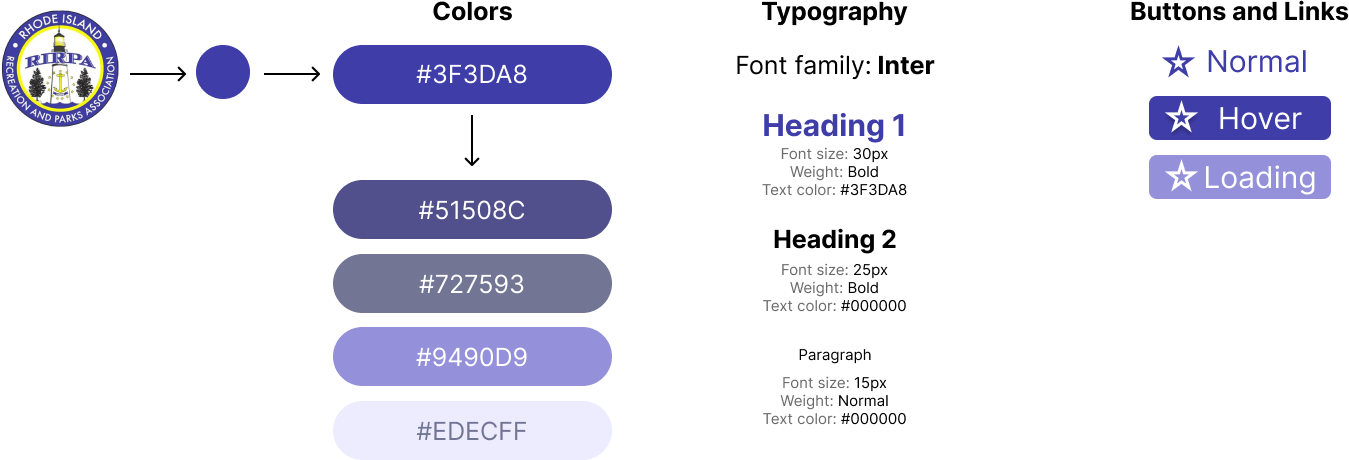 RHODE ISLAND
RIRPA
RECREATION AND PARKS ASSOCIATION
Colors
#3F3DA8
#51508C
#727593
#9490D9
#EDECFF
Typography
Font family: Inter
Heading 1
Font size: 30px
Weight: Bold
Text color: #3F3DA8
Heading 2
Font size: 25px
Weight: Bold
Text color: #000000
Paragraph
Font size: 15px
Weight: Normal
Text color: #000000
Buttons and Links
Normal
Hover
Loading